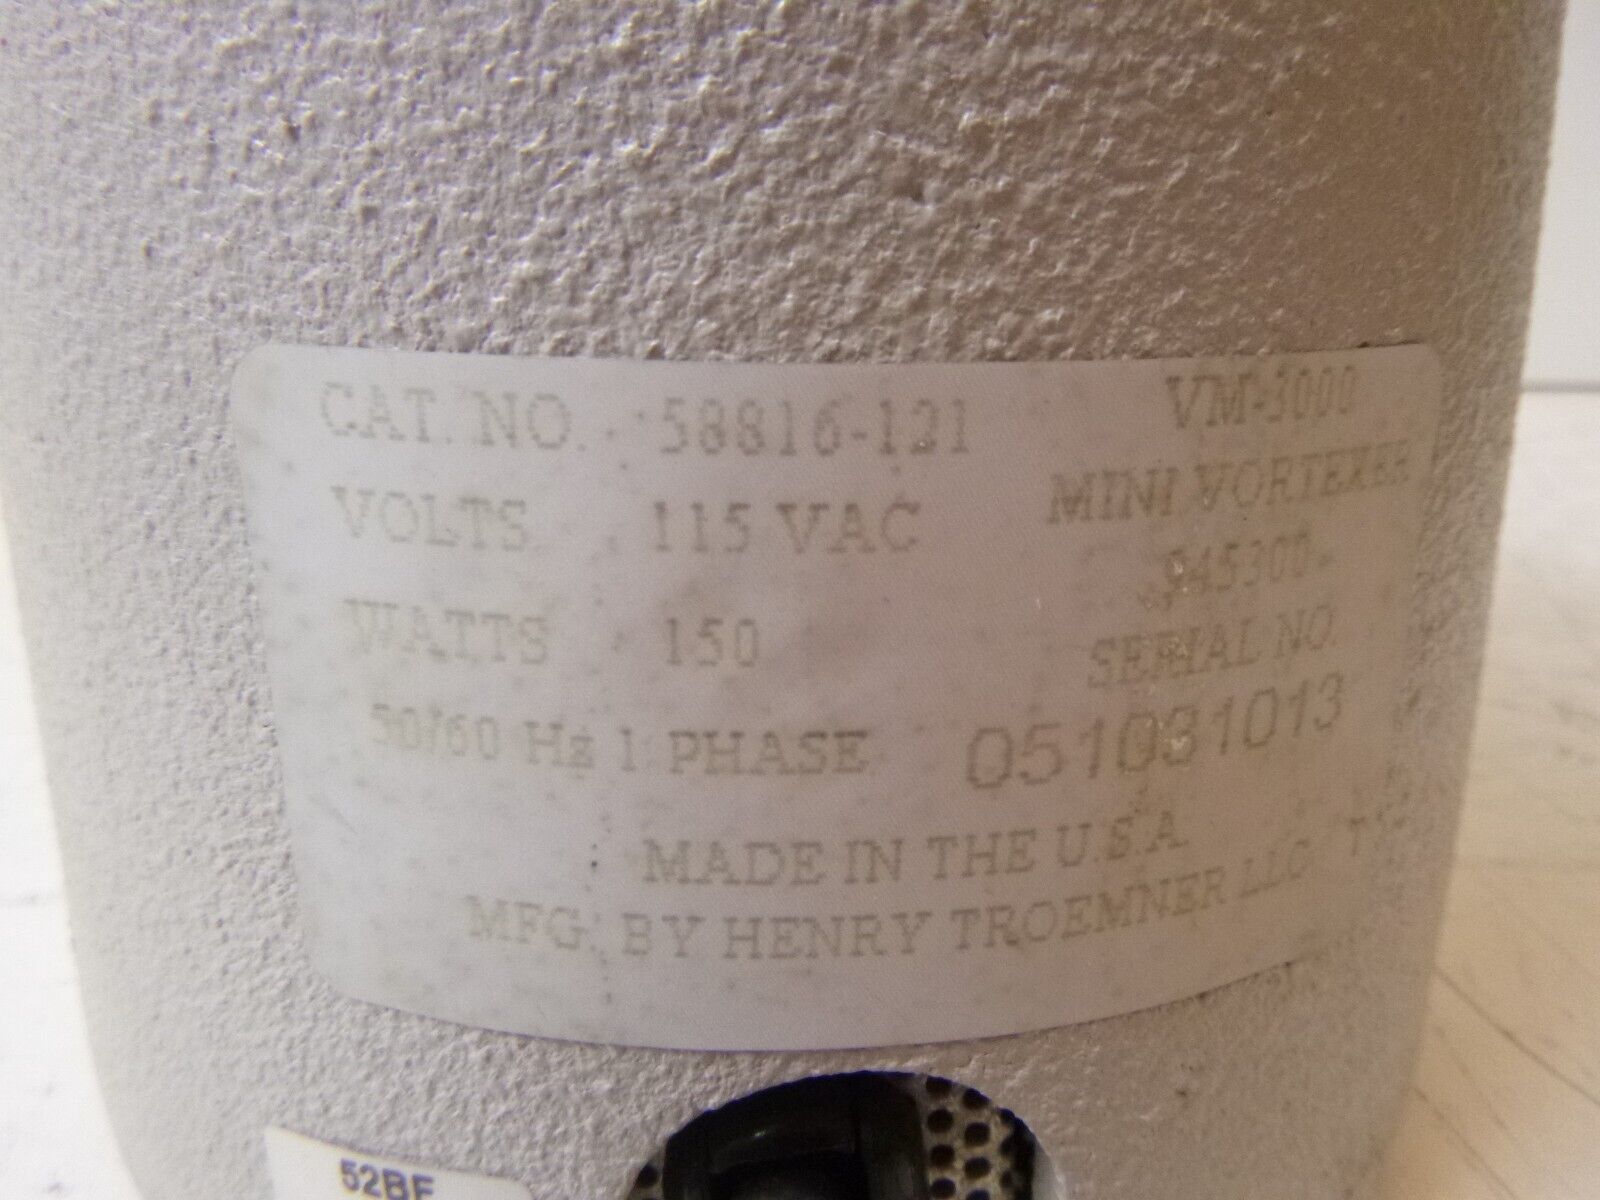 CAT. NO. 58816-121 VM-3000
VOLTS 115 VAC MINI VORTEXER
945300
WATTS 150 SERIAL NO.
50/60 Hz 1 PHASE 051031013
MADE IN THE U.S.A.
MFG. BY HENRY TROEMNER LLC
52BF